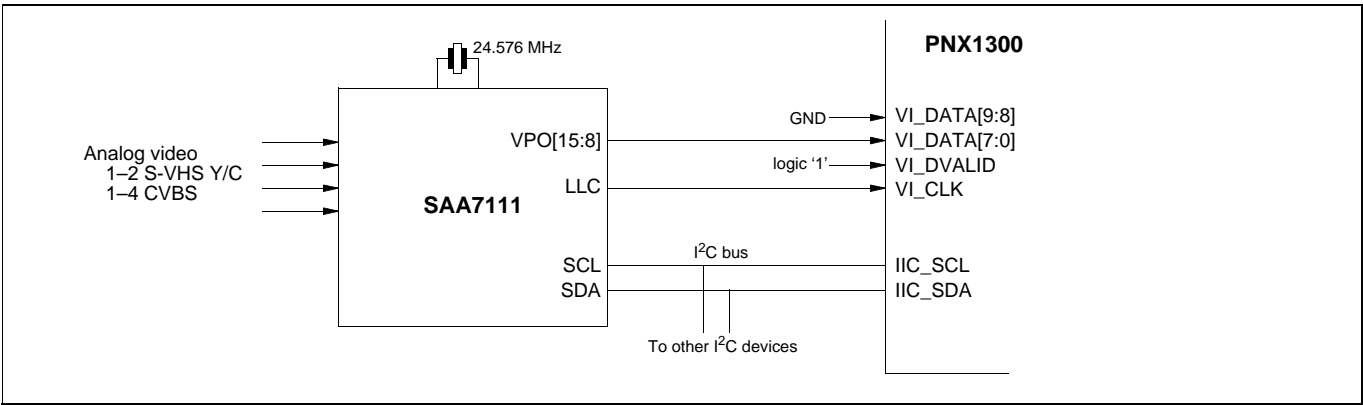 24.576 MHz
PNX1300
Analog video
1–2 S-VHS Y/C
1–4 CVBS
SAA7111
VPO[15:8]
LLC
SCL
SDA
GND
logic ‘1’
VI_DATA[9:8]
VI_DATA[7:0]
VI_DVALID
VI_CLK
I2C bus
IIC_SCL
IIC_SDA
To other I2C devices